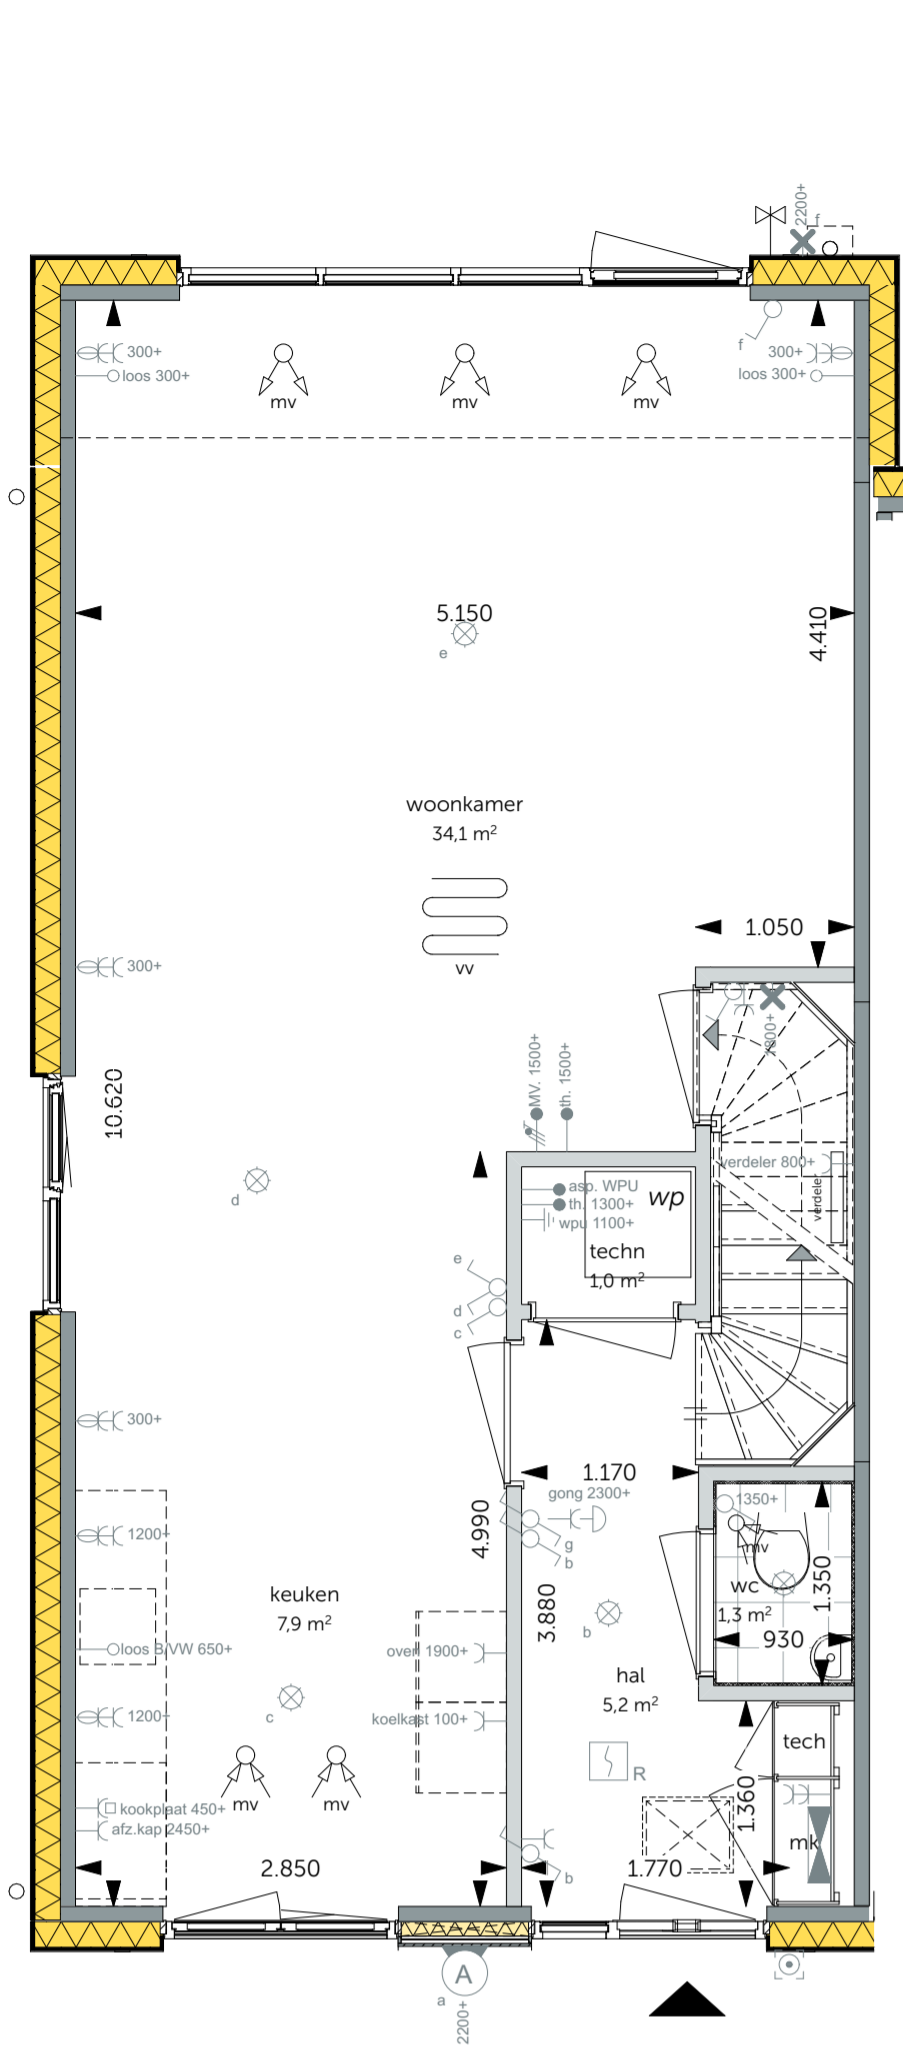 2200+
f
300+
loos 300+
mv
mv
mv
f
300+
loos 300+
5.150
e
4.410
woonkamer
34,1 m²
vv
1.050
300+
1800+
MV. 1500+
th. 1500+
10.620
d
verdeler 800+
verdeler
asp. WPU
th. 1300+
wpu 1100+
wp
techn
1,0 m²
e
d
c
300+
1.170
gong 2300+
1350+
1200+
4.990
g
b
mv
wc
1,3 m²
1.350
930
keuken
7,9 m²
3.880
b
loos B/VW 650+
oven 1900+
hal
5,2 m²
c
1200+
koelkast 100+
R
tech
mv
mv
kookplaat 450+
afz.kap 2450+
1.360
mk
2.850
b
1.770
A
a
2200+